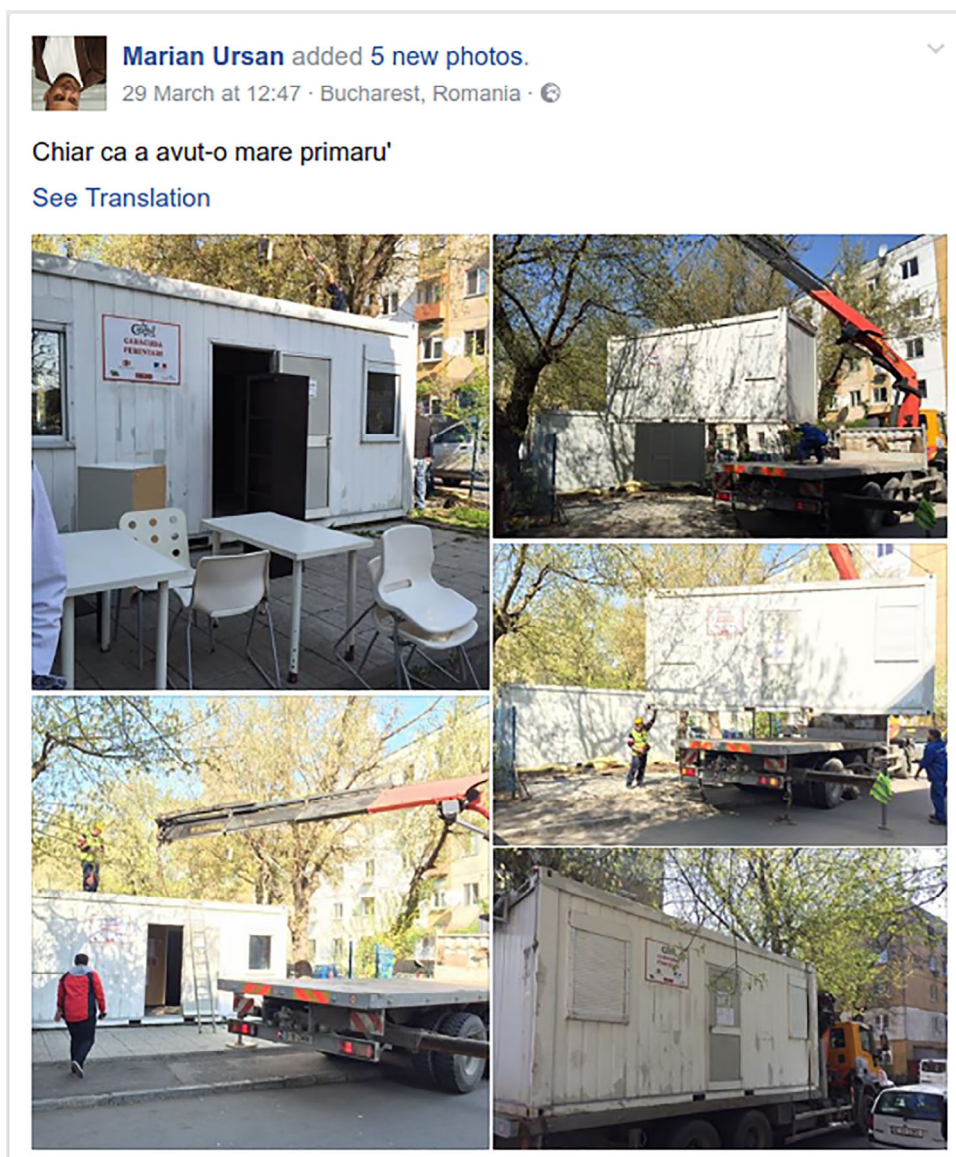 Marian Ursan added 5 new photos.
29 March at 12:47 · Bucharest, Romania ·
Chiar ca a avut-o mare primaru'
See Translation
CARACUDA
FERENTARI